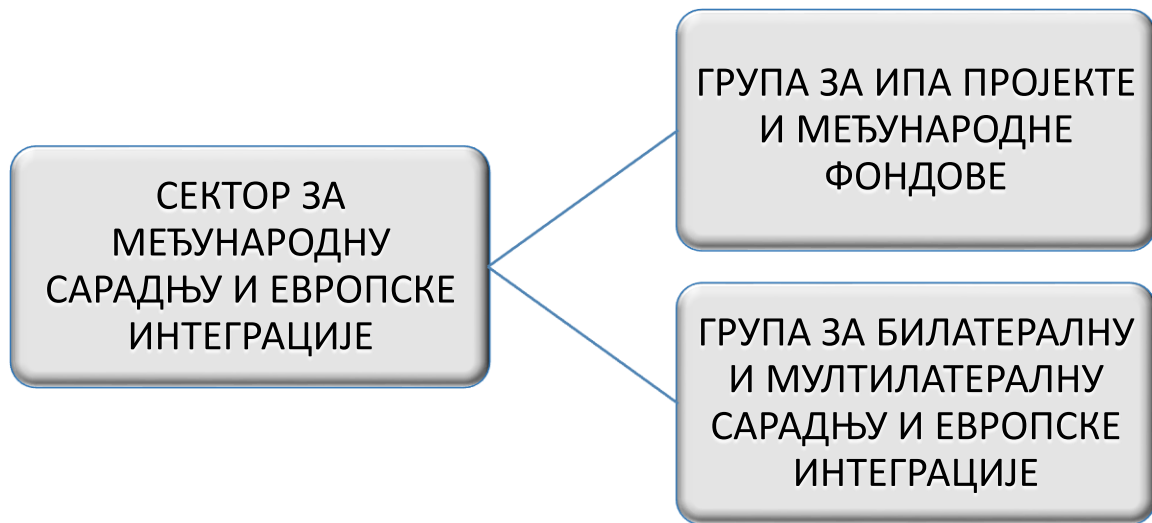 СЕКТОР ЗА
МЕЂУНАРОДНУ
САРАДЊУ И ЕВРОПСКЕ
ИНТЕГРАЦИЈЕ
ГРУПА ЗА ИПА ПРОЈЕКТЕ
И МЕЂУНАРОДНЕ
ФОНДОВЕ
ГРУПА ЗА БИЛАТЕРАЛНУ
И МУЛТИЛАТЕРАЛНУ
САРАДЊУ И ЕВРОПСКЕ
ИНТЕГРАЦИЈЕ